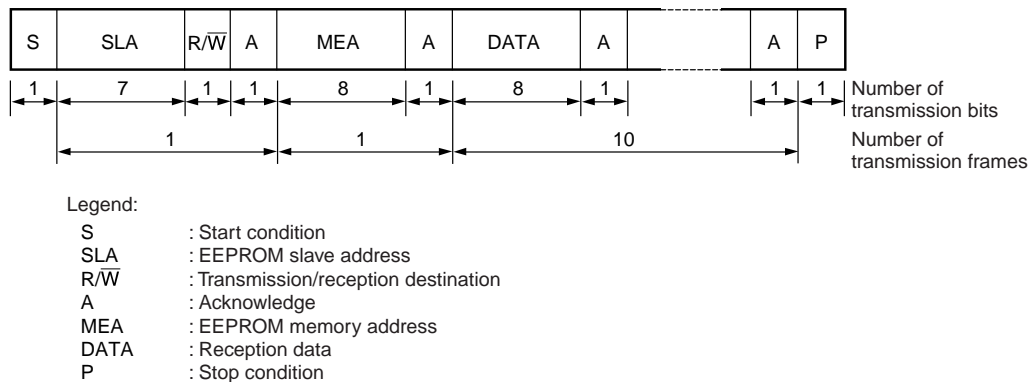 S SLA R/W̅ A MEA A DATA A A P
1 7 1 1 8 1 8 1 1 1 Number of
transmission bits
1 1 10 Number of
transmission frames
Legend:
S : Start condition
SLA : EEPROM slave address
R/W̅ : Transmission/reception destination
A : Acknowledge
MEA : EEPROM memory address
DATA : Reception data
P : Stop condition